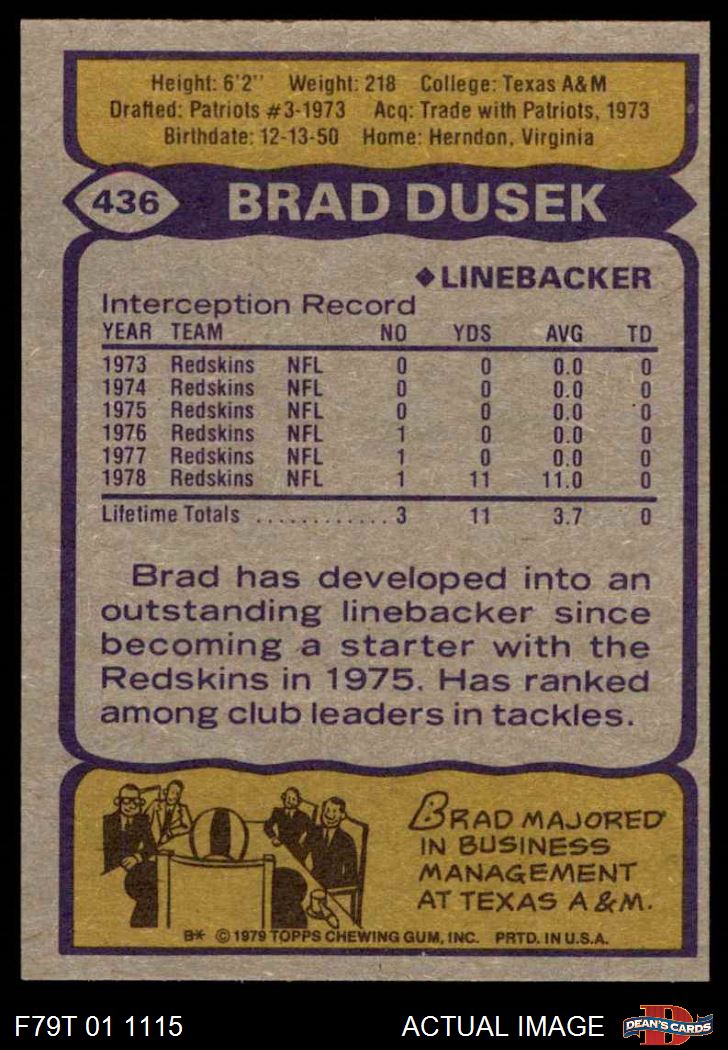 Height: 6'2" Weight: 218 College: Texas A&M
Drafted: Patriots #3-1973 Acq: Trade with Patriots, 1973
Birthdate: 12-13-50 Home: Herndon, Virginia
436 BRAD DUSEK
◆LINEBACKER
Interception Record
YEAR TEAM NO YDS AVG TD
1973 Redskins NFL 0 0 0.0 0
1974 Redskins NFL 0 0 0.0 0
1975 Redskins NFL 0 0 0.0 0
1976 Redskins NFL 1 0 0.0 0
1977 Redskins NFL 1 0 0.0 0
1978 Redskins NFL 1 11 11.0 0
Lifetime Totals ............ 3 11 3.7 0
Brad has developed into an
outstanding linebacker since
becoming a starter with the
Redskins in 1975. Has ranked
among club leaders in tackles.
BRAD MAJORED
IN BUSINESS
MANAGEMENT
AT TEXAS A&M.
B* © 1979 TOPPS CHEWING GUM, INC. PRTD. IN U.S.A.
F79T 01 1115 ACTUAL IMAGE D DEAN'S CARDS